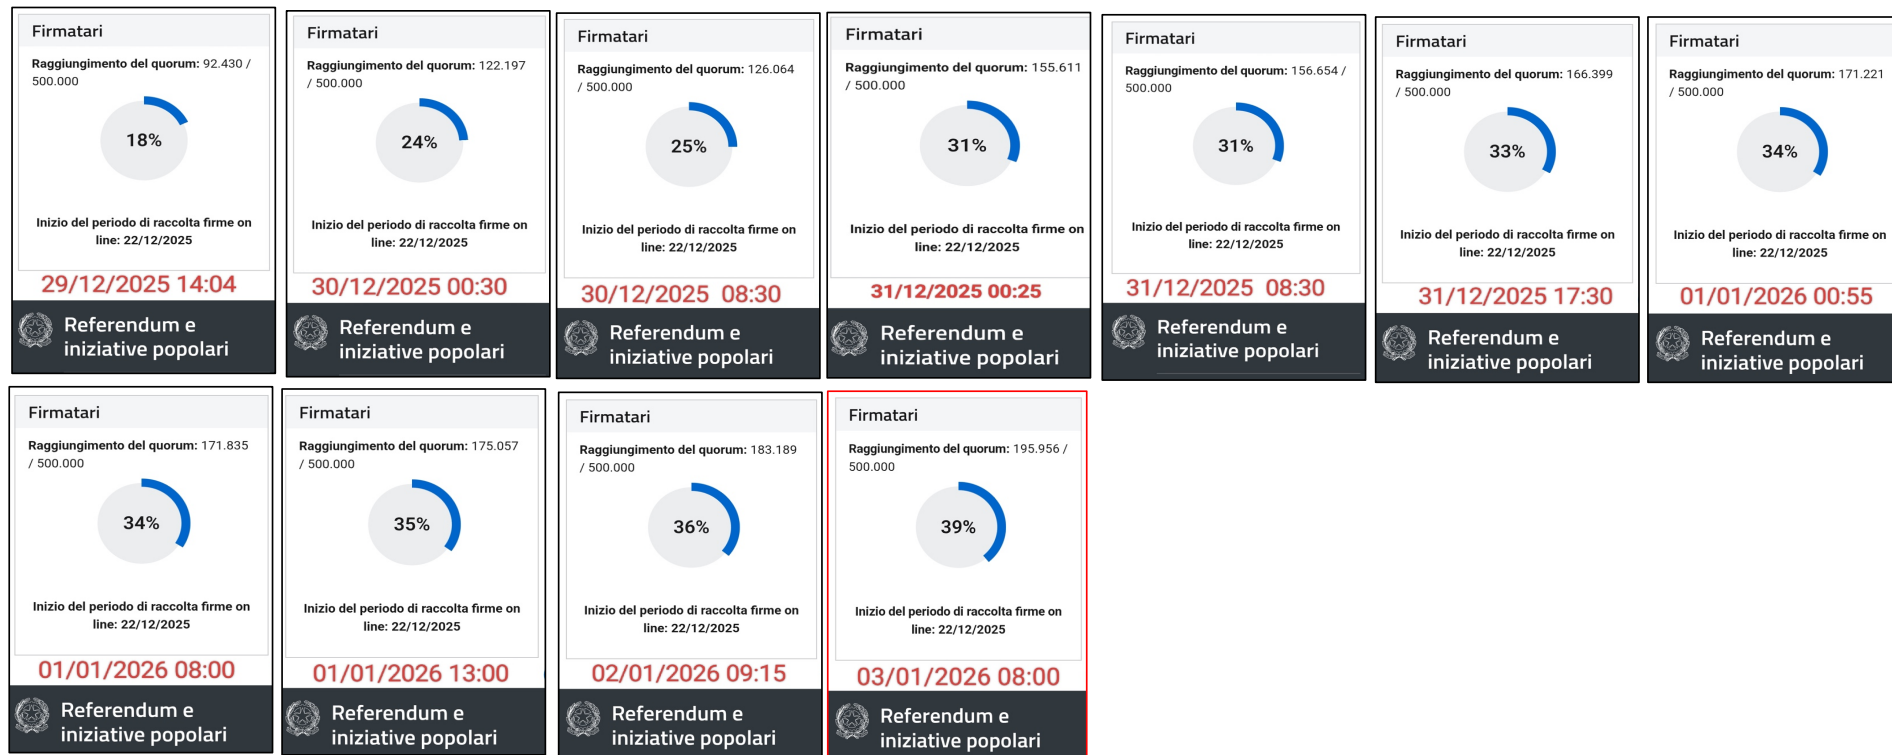 Firmatari
Raggiungimento del quorum: 92.430 /
500.000
18%
Inizio del periodo di raccolta firme on
line: 22/12/2025
29/12/2025 14:04
Referendum e
iniziative popolari
Firmatari
Raggiungimento del quorum: 122.197
/ 500.000
24%
Inizio del periodo di raccolta firme on
line: 22/12/2025
30/12/2025 00:30
Referendum e
iniziative popolari
Firmatari
Raggiungimento del quorum: 126.064
/ 500.000
25%
Inizio del periodo di raccolta firme on
line: 22/12/2025
30/12/2025 08:30
Referendum e
iniziative popolari
Firmatari
Raggiungimento del quorum: 155.611
/ 500.000
31%
Inizio del periodo di raccolta firme on
line: 22/12/2025
31/12/2025 00:25
Referendum e
iniziative popolari
Firmatari
Raggiungimento del quorum: 156.654 /
500.000
31%
Inizio del periodo di raccolta firme on
line: 22/12/2025
31/12/2025 08:30
Referendum e
iniziative popolari
Firmatari
Raggiungimento del quorum: 166.399
/ 500.000
33%
Inizio del periodo di raccolta firme on
line: 22/12/2025
31/12/2025 17:30
Referendum e
iniziative popolari
Firmatari
Raggiungimento del quorum: 171.221
/ 500.000
34%
Inizio del periodo di raccolta firme on
line: 22/12/2025
01/01/2026 00:55
Referendum e
iniziative popolari
Firmatari
Raggiungimento del quorum: 171.835
/ 500.000
34%
Inizio del periodo di raccolta firme on
line: 22/12/2025
01/01/2026 08:00
Referendum e
iniziative popolari
Firmatari
Raggiungimento del quorum: 175.057
/ 500.000
35%
Inizio del periodo di raccolta firme on
line: 22/12/2025
01/01/2026 13:00
Referendum e
iniziative popolari
Firmatari
Raggiungimento del quorum: 183.189
/ 500.000
36%
Inizio del periodo di raccolta firme on
line: 22/12/2025
02/01/2026 09:15
Referendum e
iniziative popolari
Firmatari
Raggiungimento del quorum: 195.956 /
500.000
39%
Inizio del periodo di raccolta firme on
line: 22/12/2025
03/01/2026 08:00
Referendum e
iniziative popolari